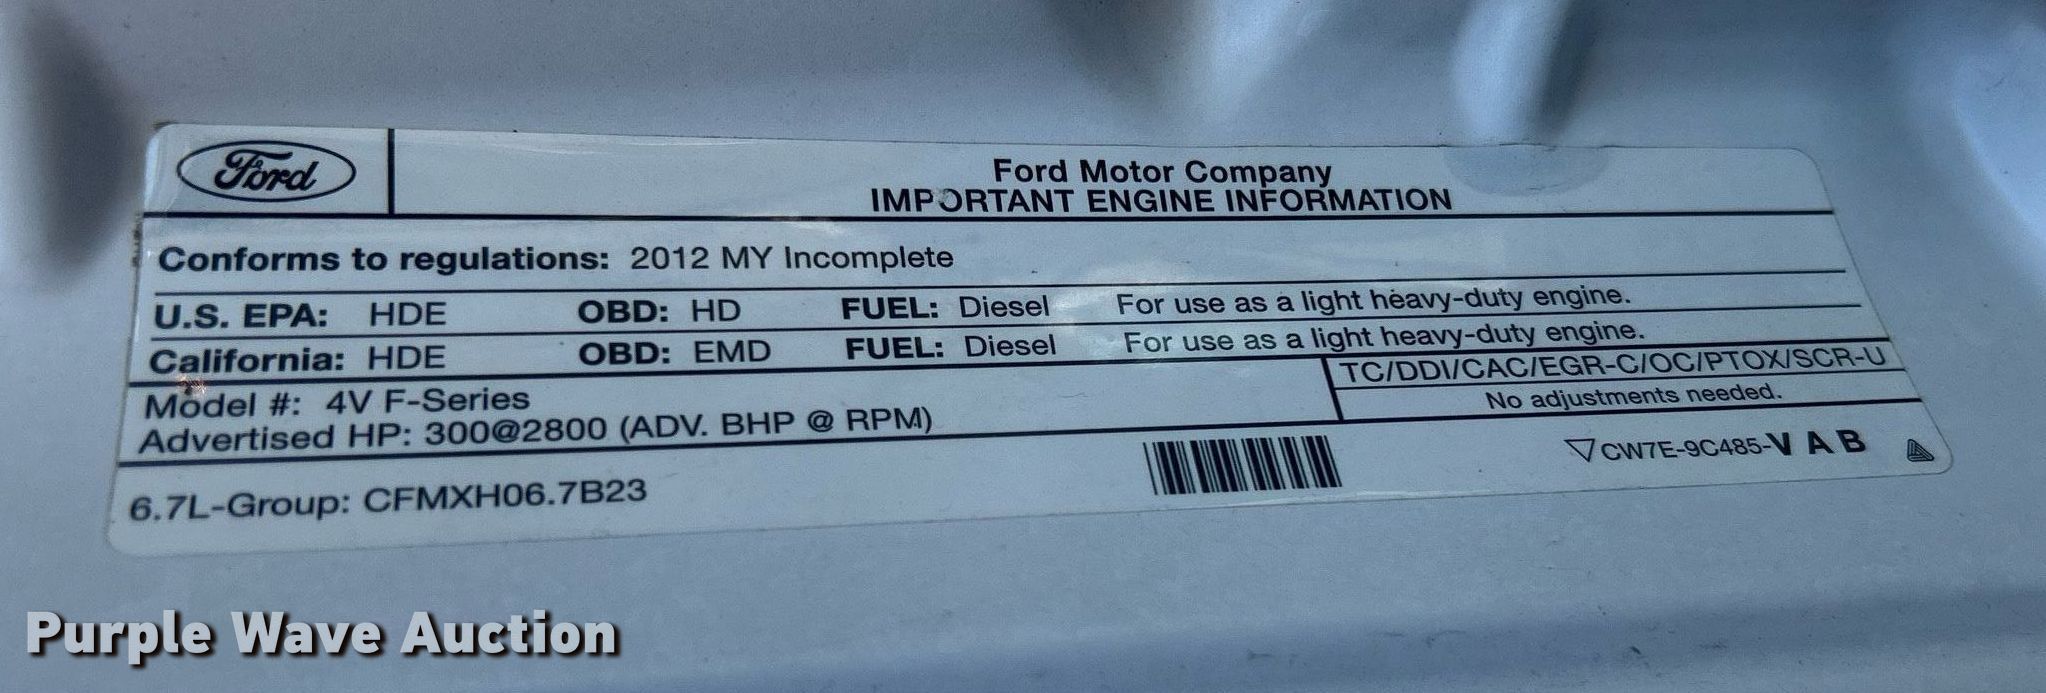 Ford
Ford Motor Company
IMPORTANT ENGINE INFORMATION
Conforms to regulations: 2012 MY Incomplete
U.S. EPA: HDE OBD: HD FUEL: Diesel For use as a light heavy-duty engine.
California: HDE OBD: EMD FUEL: Diesel For use as a light heavy-duty engine.
Model #: 4V F-Series
TC/DDI/CAC/EGR-C/OC/PTOX/SCR-U
Advertised HP: 300@2800 (ADV. BHP @ RPM)
No adjustments needed.
6.7L-Group: CFMXH06.7B23
CW7E-9C485-V A B
Purple Wave Auction